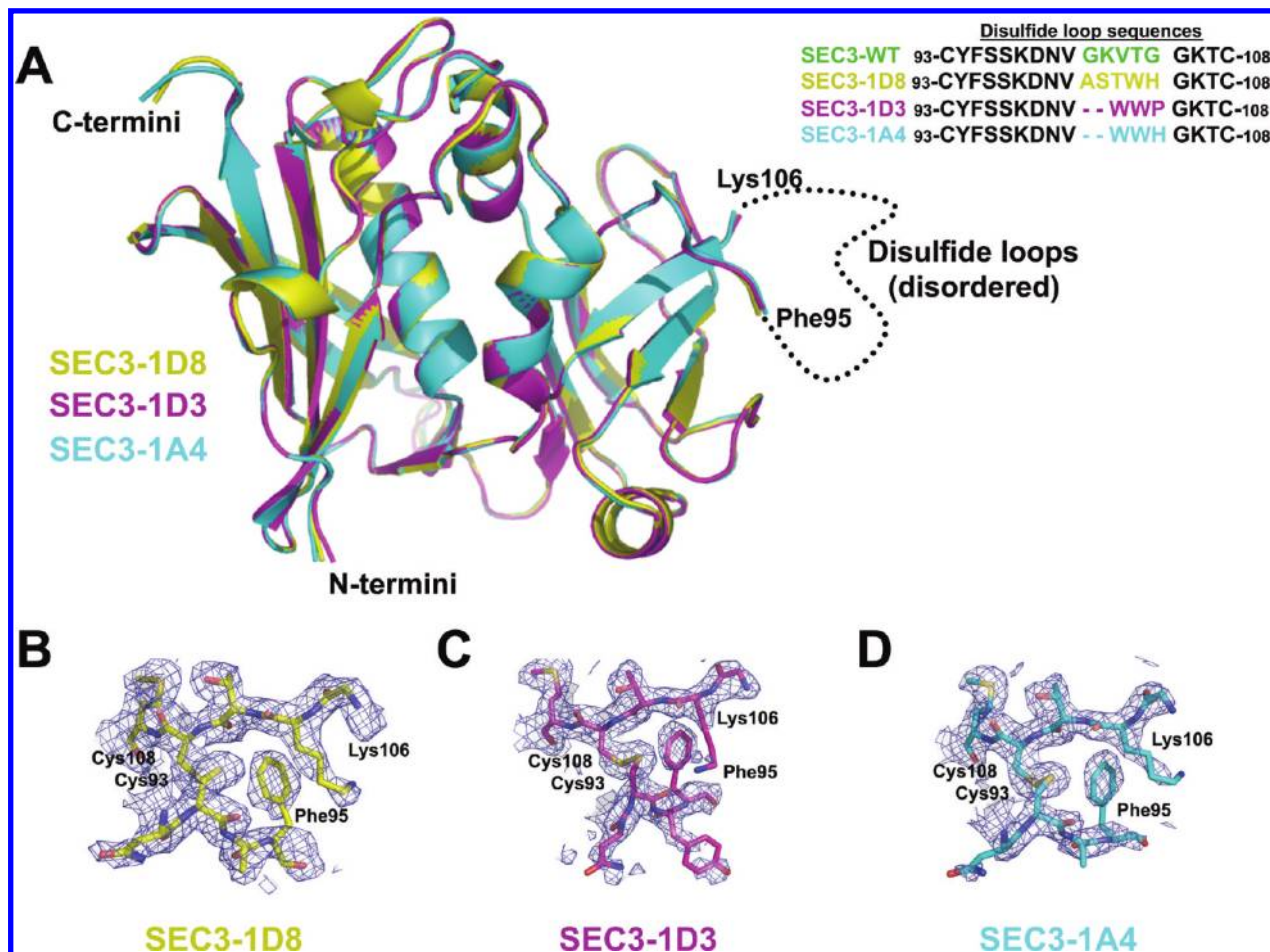 A
Disulfide loop sequences
SEC3-WT 93-CYFSSKDNV GKVTG GKTC-108
SEC3-1D8 93-CYFSSKDNV ASTWH GKTC-108
SEC3-1D3 93-CYFSSKDNV - - WWP GKTC-108
SEC3-1A4 93-CYFSSKDNV - - WWH GKTC-108
C-termini
Lys106
Disulfide loops
(disordered)
Phe95
SEC3-1D8
SEC3-1D3
SEC3-1A4
N-termini
B
Cys108
Cys93
Lys106
Phe95
SEC3-1D8
C
Lys106
Cys108
Cys93
Phe95
SEC3-1D3
D
Lys106
Cys108
Cys93
Phe95
SEC3-1A4